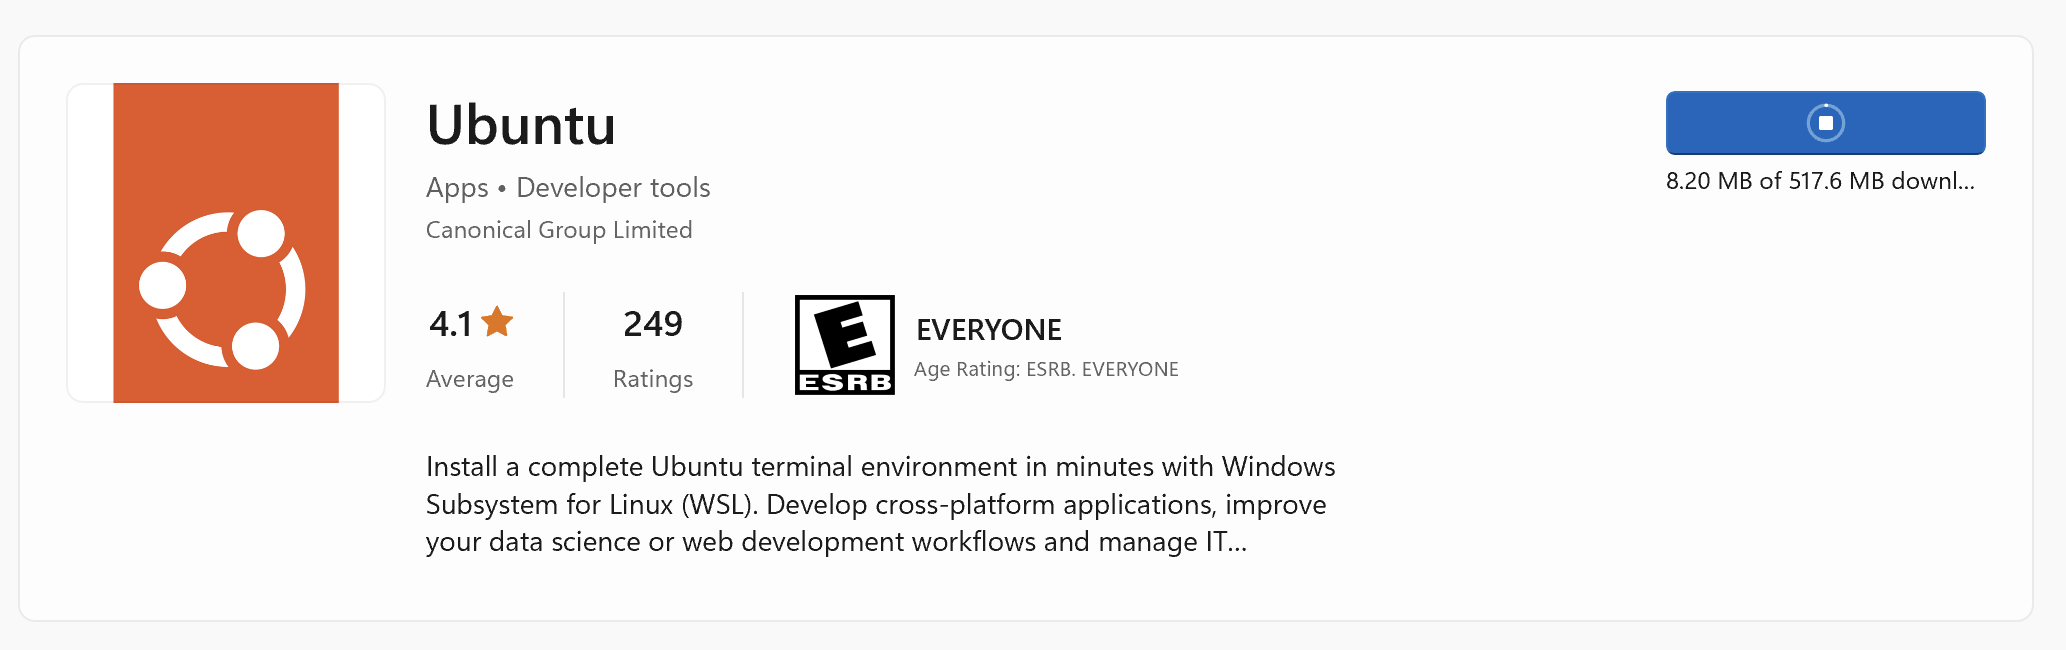 Ubuntu
Apps • Developer tools
Canonical Group Limited
4.1
Average
249
Ratings
E
ESRB
EVERYONE
Age Rating: ESRB. EVERYONE
Install a complete Ubuntu terminal environment in minutes with Windows
Subsystem for Linux (WSL). Develop cross-platform applications, improve
your data science or web development workflows and manage IT...
8.20 MB of 517.6 MB downl...